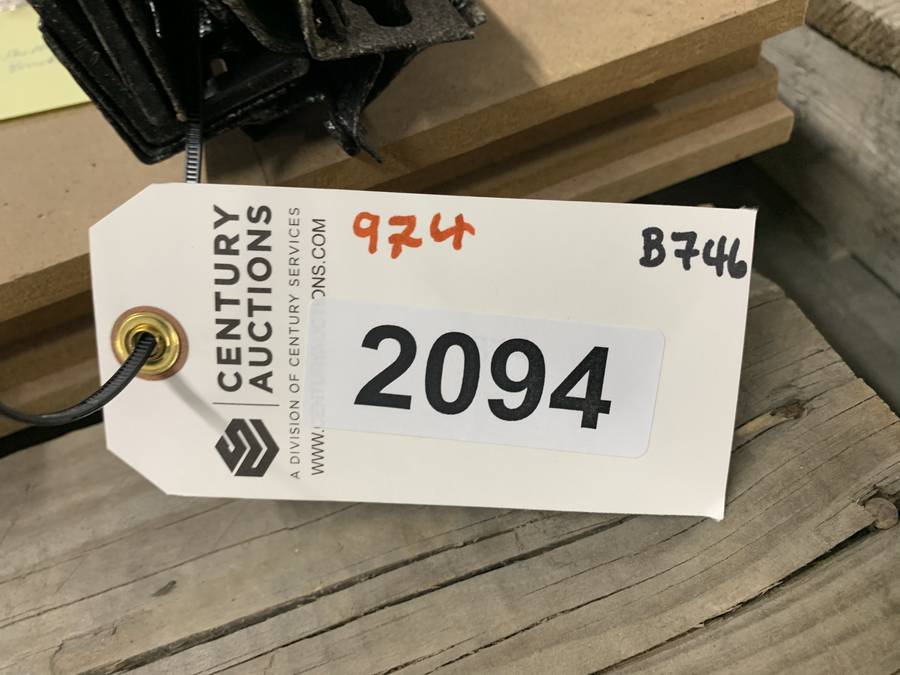 CENTURY
AUCTIONS
A DIVISION OF CENTURY SERVICES
974
B746
2094